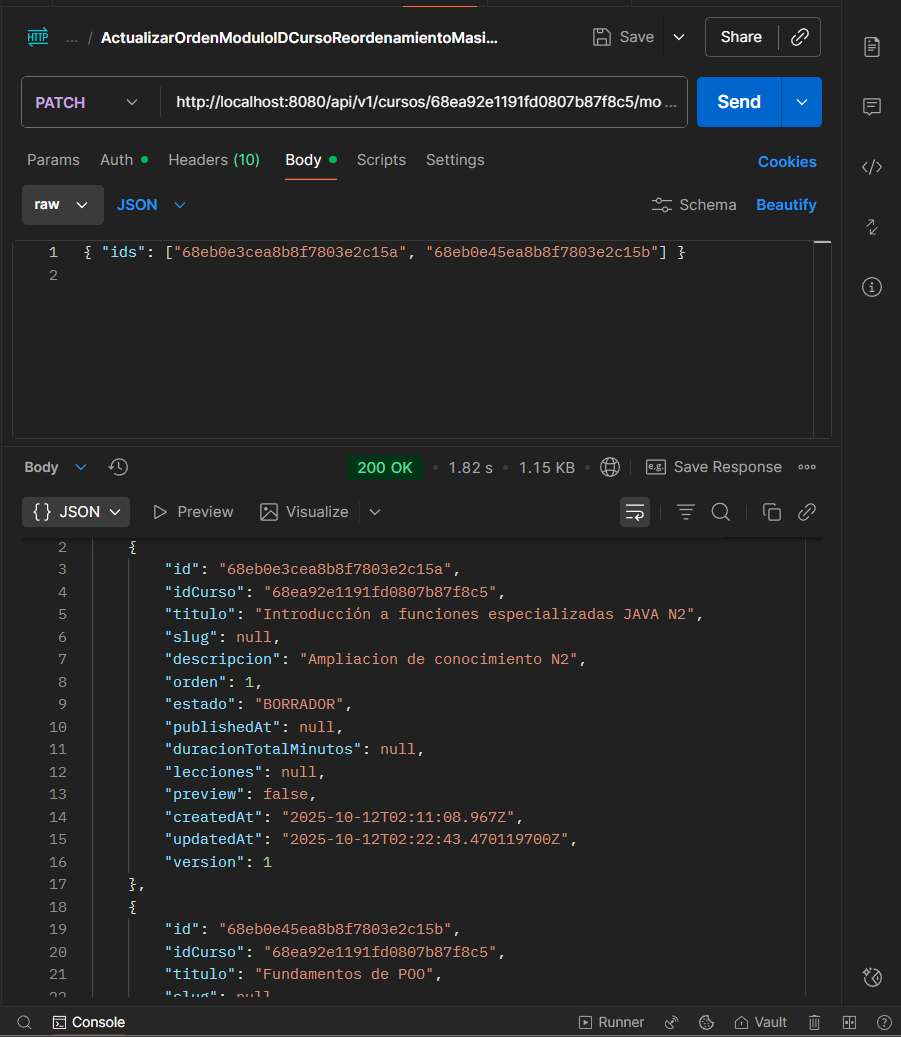 HTTP ... / ActualizarOrdenModuloIDCursoReordenamientoMasi... Save Share
PATCH http://localhost:8080/api/v1/cursos/68ea92e1191fd0807b87f8c5/mo ... Send
Params Auth Headers (10) Body Scripts Settings Cookies
raw JSON Schema Beautify
1 { "ids": ["68eb0e3cea8b8f7803e2c15a", "68eb0e45ea8b8f7803e2c15b"] }
2
Body 200 OK 1.82 s 1.15 KB e.g. Save Response
{} JSON Preview Visualize
2 {
3 "id": "68eb0e3cea8b8f7803e2c15a",
4 "idCurso": "68ea92e1191fd0807b87f8c5",
5 "titulo": "Introducción a funciones especializadas JAVA N2",
6 "slug": null,
7 "descripcion": "Ampliacion de conocimiento N2",
8 "orden": 1,
9 "estado": "BORRADOR",
10 "publishedAt": null,
11 "duracionTotalMinutos": null,
12 "lecciones": null,
13 "preview": false,
14 "createdAt": "2025-10-12T02:11:08.967Z",
15 "updatedAt": "2025-10-12T02:22:43.470119700Z",
16 "version": 1
17 },
18 {
19 "id": "68eb0e45ea8b8f7803e2c15b",
20 "idCurso": "68ea92e1191fd0807b87f8c5",
21 "titulo": "Fundamentos de POO",
22 "slug": null
Console Runner Vault